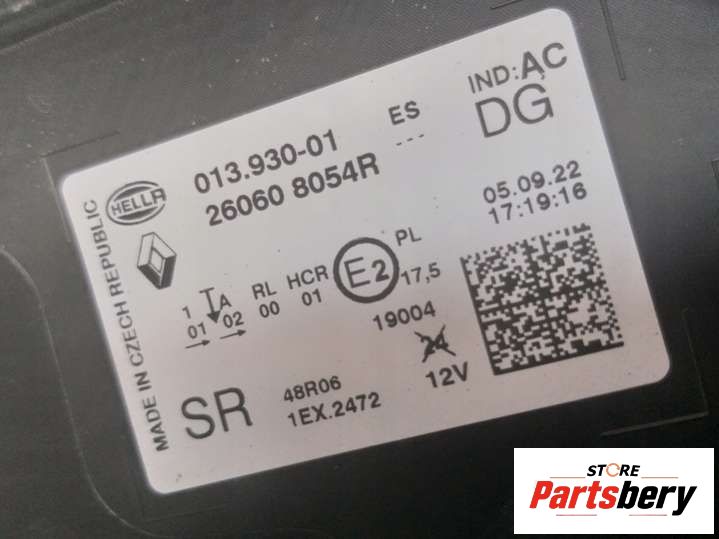 HELLA
013.930-01
26060 8054R
ES
---
IND:AC
DG
05.09.22
17:19:16
MADE IN CZECH REPUBLIC
1 A RL HCR E2 PL
01 02 00 01 17,5
19004
24
12V
SR
48R06
1EX.2472
STORE
Partsbery